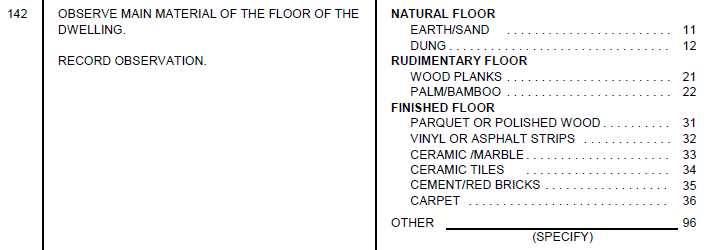 142 OBSERVE MAIN MATERIAL OF THE FLOOR OF THE
DWELLING.
RECORD OBSERVATION.
NATURAL FLOOR
EARTH/SAND . . . . . . . . . . . . . . . . . . . . . . . . 11
DUNG . . . . . . . . . . . . . . . . . . . . . . . . . . . . . . . . 12
RUDIMENTARY FLOOR
WOOD PLANKS . . . . . . . . . . . . . . . . . . . . . . . . 21
PALM/BAMBOO . . . . . . . . . . . . . . . . . . . . . . . . 22
FINISHED FLOOR
PARQUET OR POLISHED WOOD . . . . . . . . . . 31
VINYL OR ASPHALT STRIPS . . . . . . . . . . . . . 32
CERAMIC /MARBLE . . . . . . . . . . . . . . . . . . . . . 33
CERAMIC TILES . . . . . . . . . . . . . . . . . . . . . 34
CEMENT/RED BRICKS . . . . . . . . . . . . . . . . . . 35
CARPET . . . . . . . . . . . . . . . . . . . . . . . . . . . . . 36
OTHER 96
(SPECIFY)